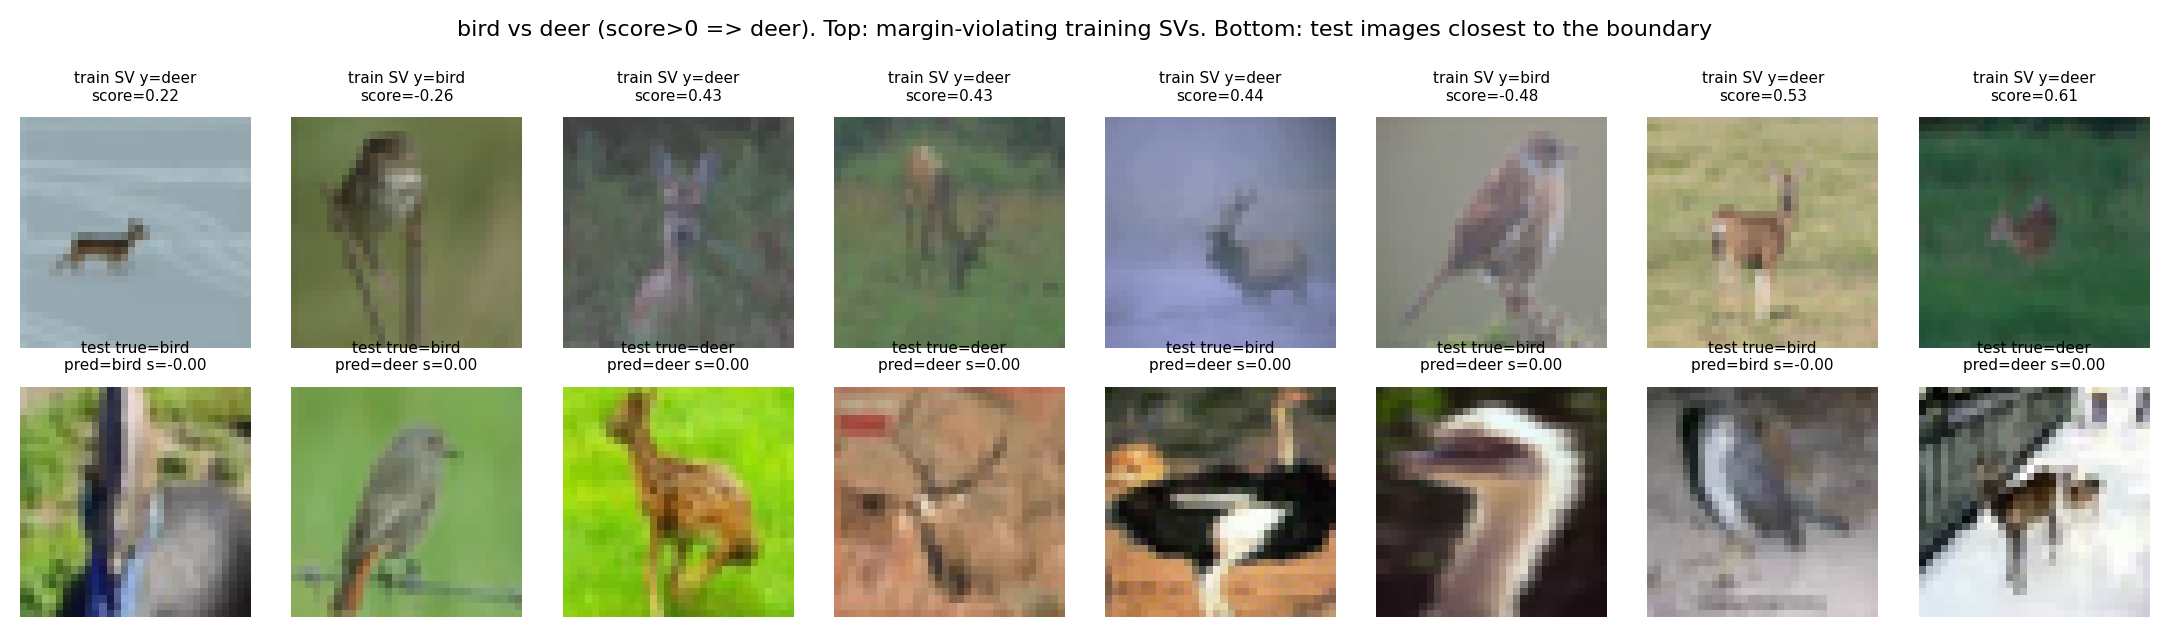 bird vs deer (score>0 => deer). Top: margin-violating training SVs. Bottom: test images closest to the boundary
train SV y=deer
score=0.22
train SV y=bird
score=-0.26
train SV y=deer
score=0.43
train SV y=deer
score=0.43
train SV y=deer
score=0.44
train SV y=bird
score=-0.48
train SV y=deer
score=0.53
train SV y=deer
score=0.61
test true=bird
pred=bird s=-0.00
test true=bird
pred=deer s=0.00
test true=deer
pred=deer s=0.00
test true=deer
pred=deer s=0.00
test true=bird
pred=deer s=0.00
test true=bird
pred=deer s=0.00
test true=bird
pred=bird s=-0.00
test true=deer
pred=deer s=0.00